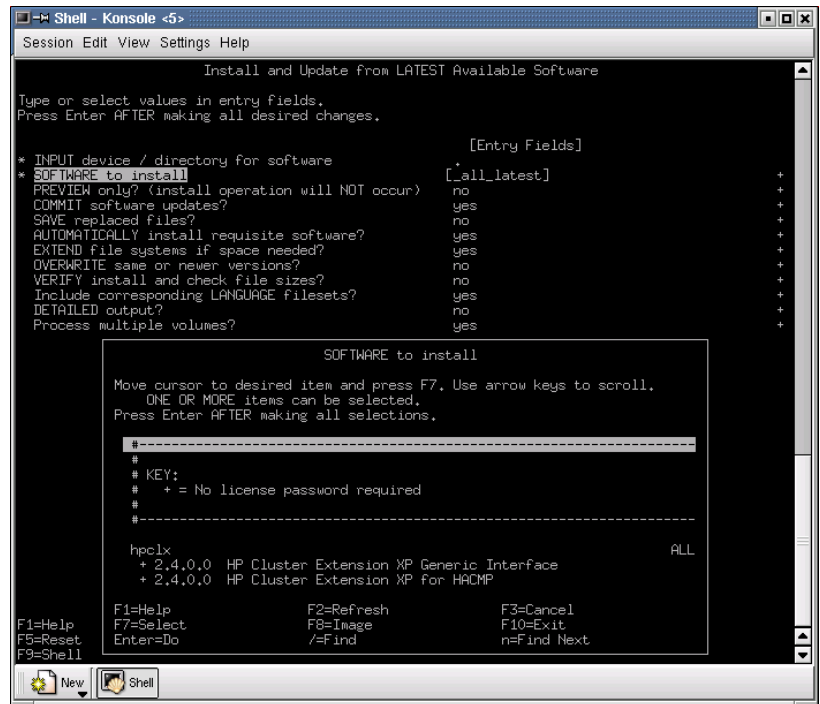 Shell - Konsole <5>
Session Edit View Settings Help
Install and Update from LATEST Available Software
Type or select values in entry fields.
Press Enter AFTER making all desired changes.
[Entry Fields]
* INPUT device / directory for software .
* SOFTWARE to install [_all_latest] +
PREVIEW only? (install operation will NOT occur) no +
COMMIT software updates? yes +
SAVE replaced files? no +
AUTOMATICALLY install requisite software? yes +
EXTEND file systems if space needed? yes +
OVERWRITE same or newer versions? no +
VERIFY install and check file sizes? no +
Include corresponding LANGUAGE filesets? yes +
DETAILED output? no +
Process multiple volumes? yes +
SOFTWARE to install
Move cursor to desired item and press F7. Use arrow keys to scroll.
ONE OR MORE items can be selected.
Press Enter AFTER making all selections.
#-----------------------------------------------------------------------
#
# KEY:
# + = No license password required
#
#-----------------------------------------------------------------------
hpclx ALL
+ 2.4.0.0 HP Cluster Extension XP Generic Interface
+ 2.4.0.0 HP Cluster Extension XP for HACMP
F1=Help F2=Refresh F3=Cancel
F1=Help F7=Select F8=Image F10=Exit
F5=Reset Enter=Do /=Find n=Find Next
F9=Shell
New Shell